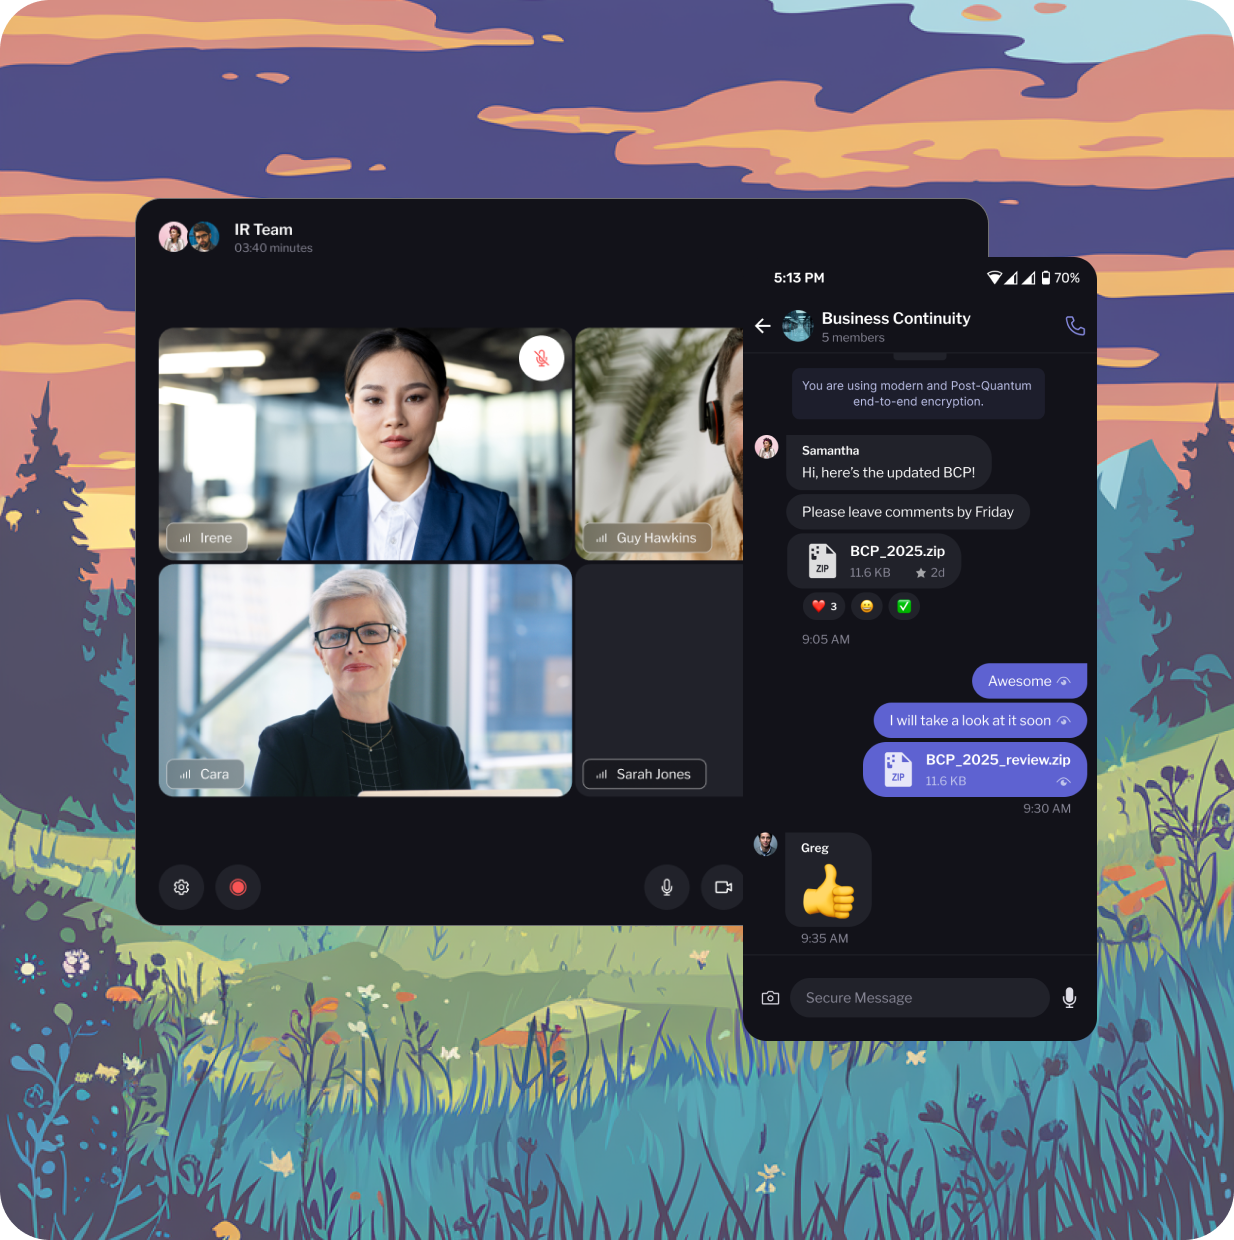 IR Team
03:40 minutes
Irene
Guy Hawkins
Cara
Sarah Jones
5:13 PM
70%
Business Continuity
5 members
You are using modern and Post-Quantum
end-to-end encryption.
Samantha
Hi, here’s the updated BCP!
Please leave comments by Friday
ZIP
BCP_2025.zip
11.6 KB
2d
3
9:05 AM
Awesome
I will take a look at it soon
ZIP
BCP_2025_review.zip
11.6 KB
9:30 AM
Greg
9:35 AM
Secure Message